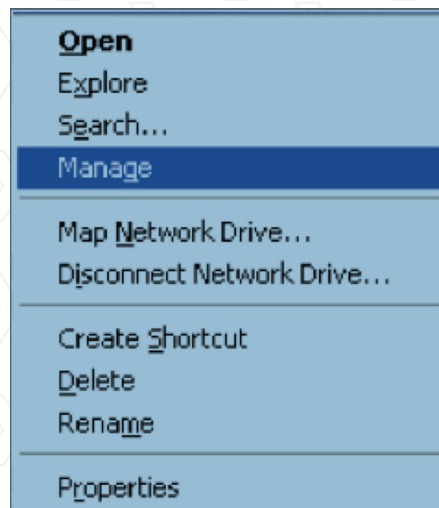 Open
Explore
Search...
Manage
Map Network Drive...
Disconnect Network Drive...
Create Shortcut
Delete
Rename
Properties